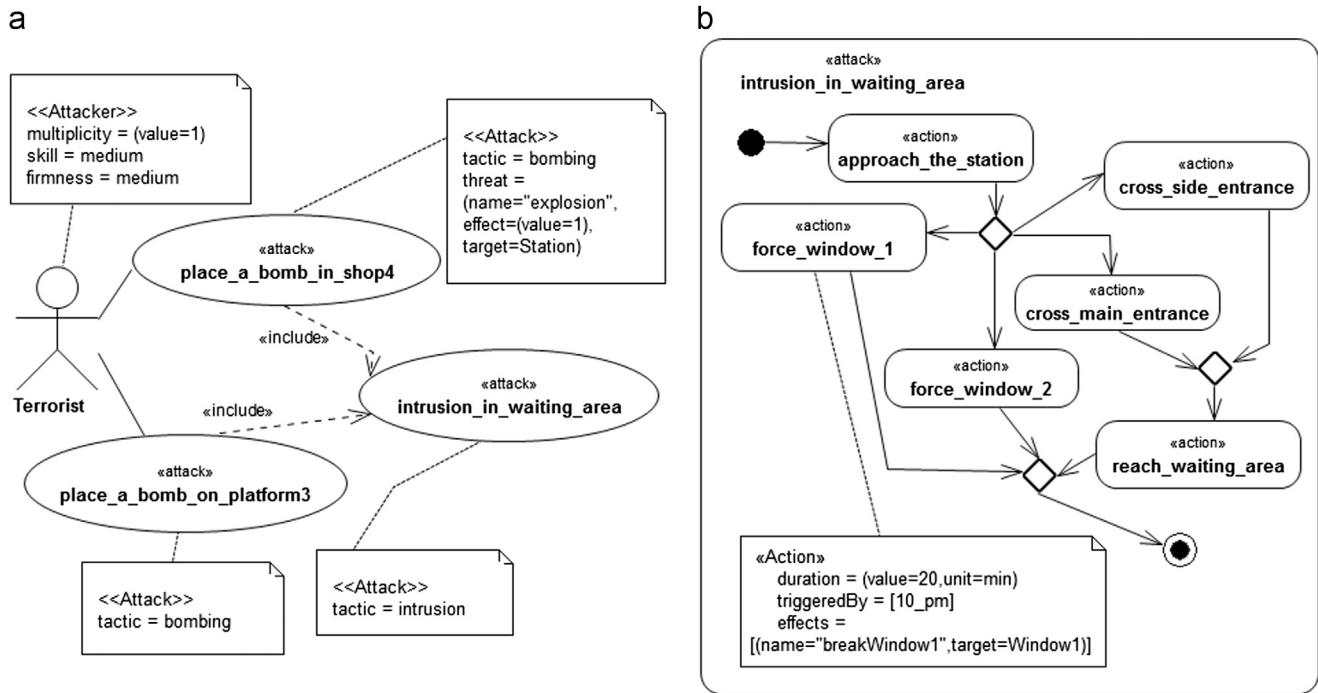 a
<<Attacker>>
multiplicity = (value=1)
skill = medium
firmness = medium
<<Attack>>
tactic = bombing
threat =
(name="explosion",
effect=(value=1),
target=Station)
«attack»
place_a_bomb_in_shop4
«include»
Terrorist
«include»
«attack»
intrusion_in_waiting_area
«attack»
place_a_bomb_on_platform3
<<Attack>>
tactic = bombing
<<Attack>>
tactic = intrusion
b
«attack»
intrusion_in_waiting_area
«action»
approach_the_station
«action»
cross_side_entrance
«action»
force_window_1
«action»
cross_main_entrance
«action»
force_window_2
«action»
reach_waiting_area
«Action»
duration = (value=20,unit=min)
triggeredBy = [10_pm]
effects =
[(name="breakWindow1",target=Window1)]